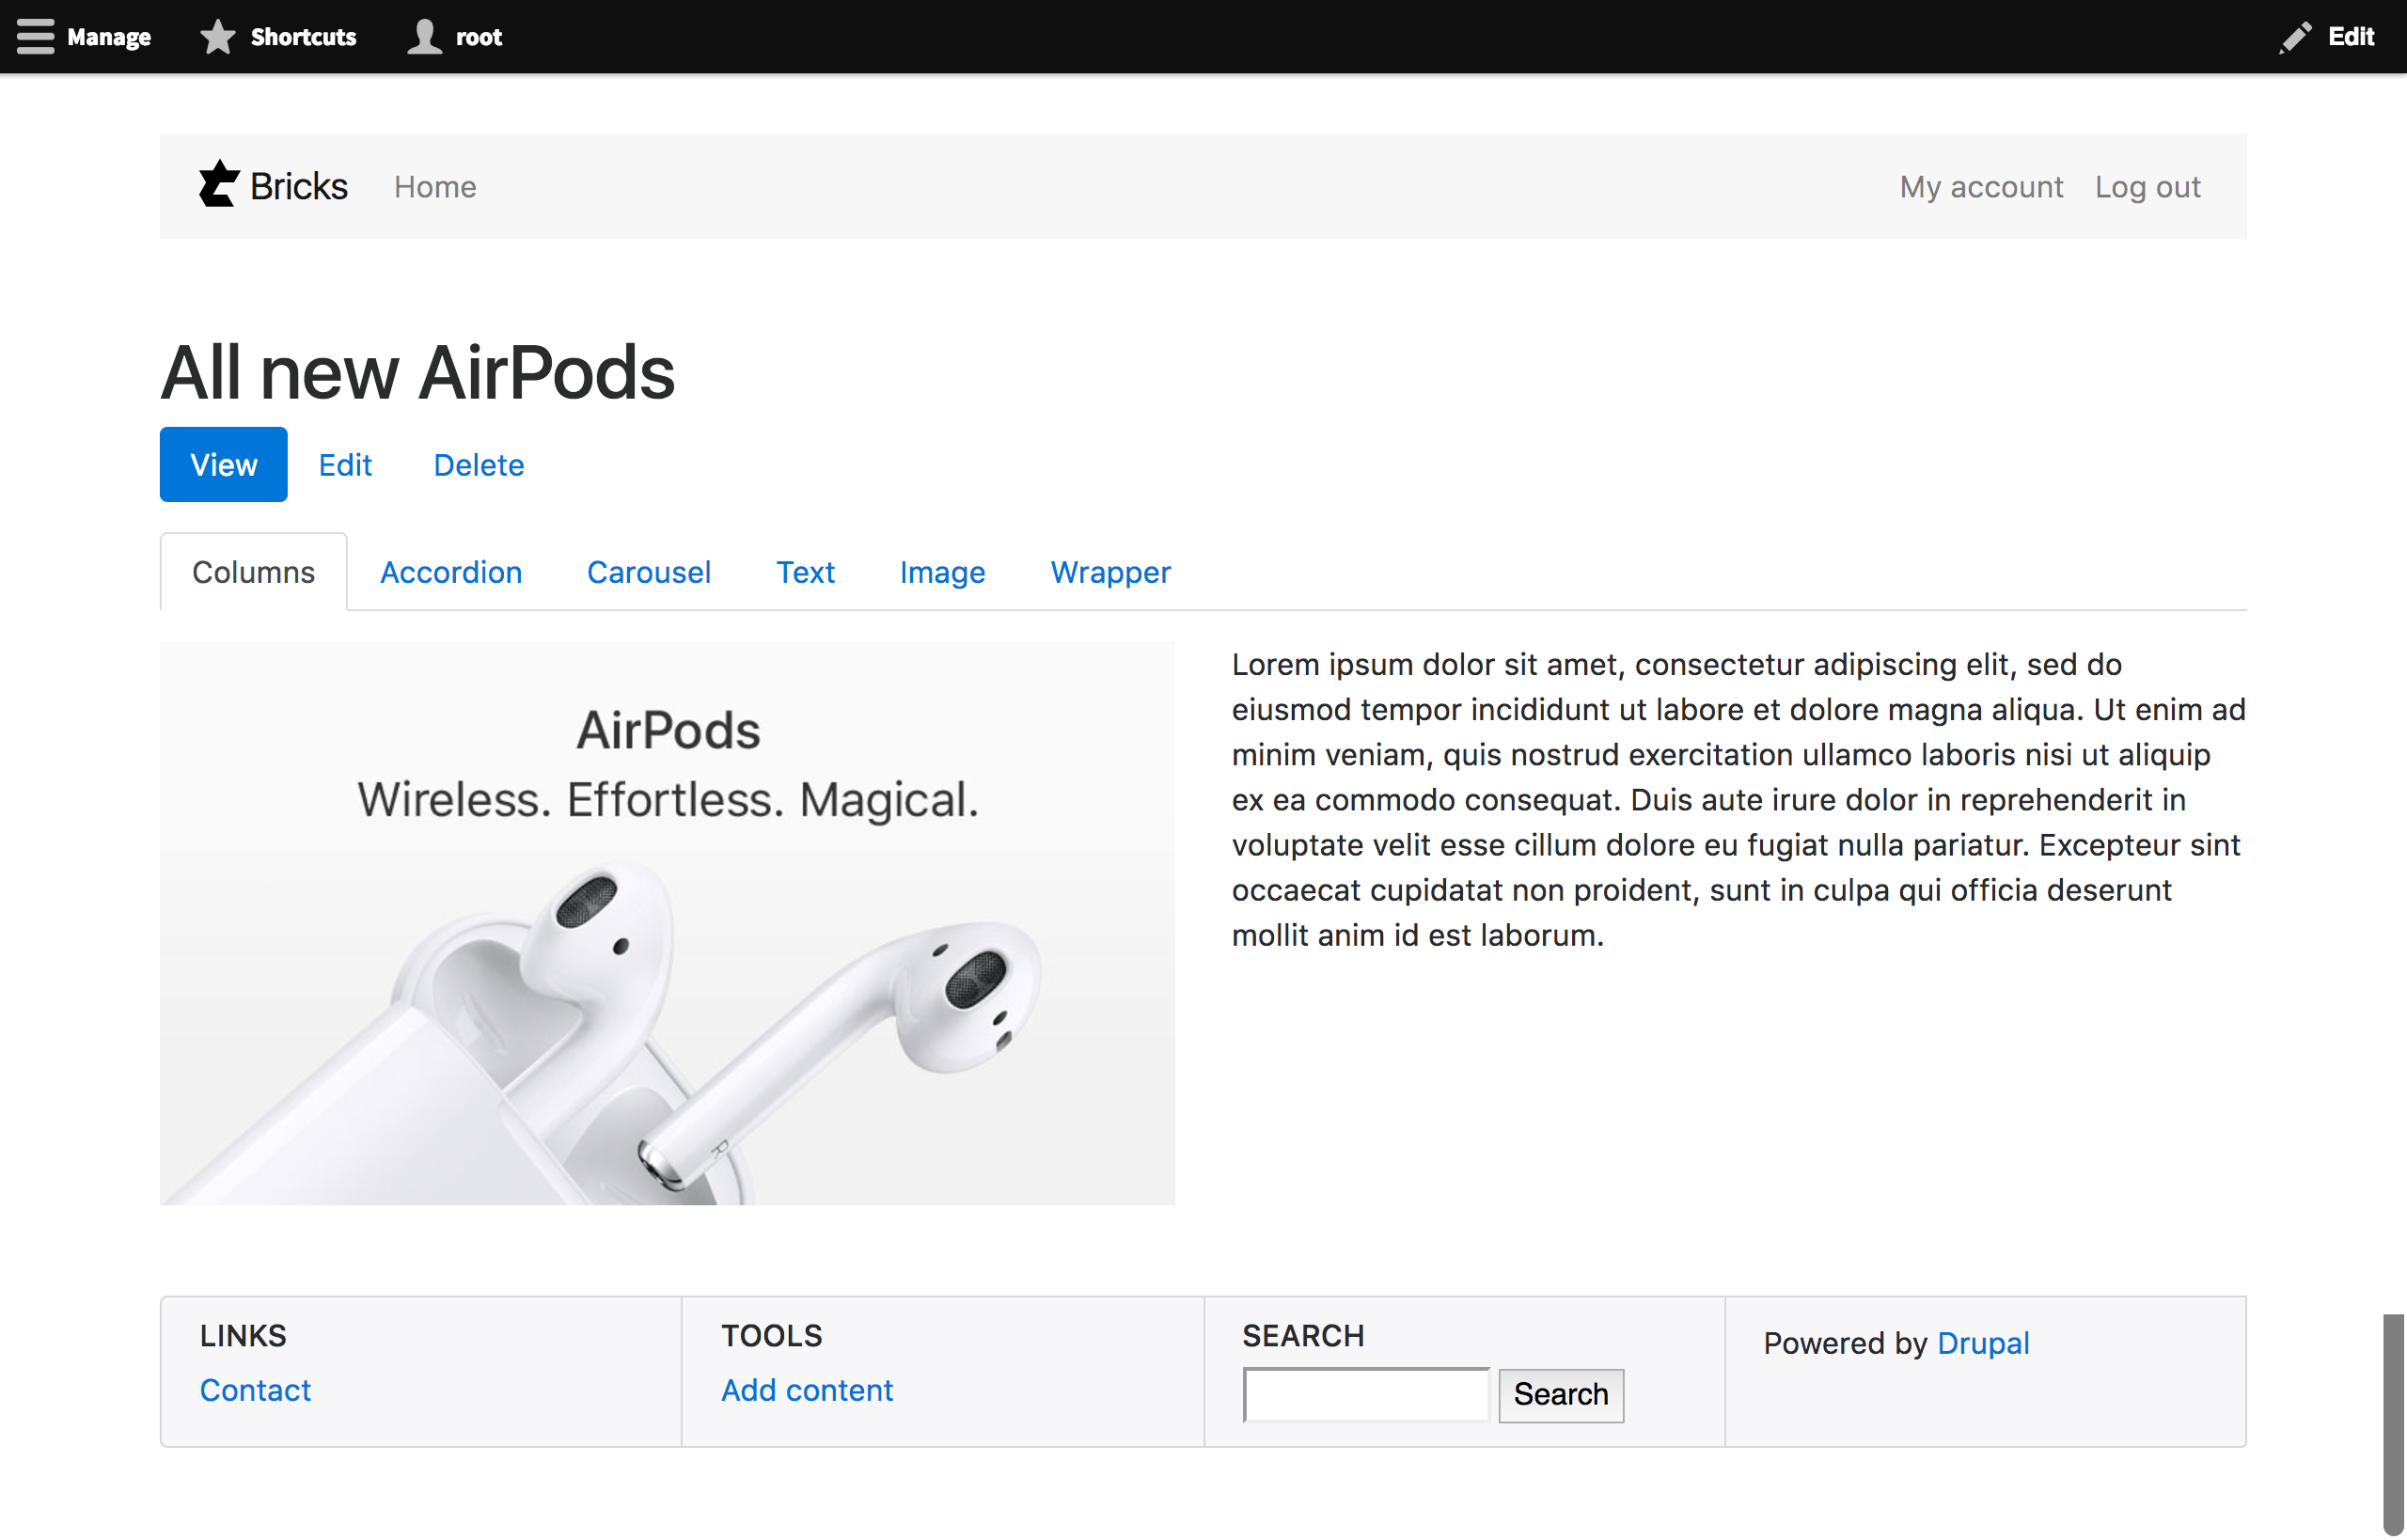 Manage Shortcuts root Edit
Bricks Home My account Log out
All new AirPods
View Edit Delete
Columns Accordion Carousel Text Image Wrapper
AirPods
Wireless. Effortless. Magical.
R
Lorem ipsum dolor sit amet, consectetur adipiscing elit, sed do
eiusmod tempor incididunt ut labore et dolore magna aliqua. Ut enim ad
minim veniam, quis nostrud exercitation ullamco laboris nisi ut aliquip
ex ea commodo consequat. Duis aute irure dolor in reprehenderit in
voluptate velit esse cillum dolore eu fugiat nulla pariatur. Excepteur sint
occaecat cupidatat non proident, sunt in culpa qui officia deserunt
mollit anim id est laborum.
LINKS
Contact
TOOLS
Add content
SEARCH
Search
Powered by Drupal